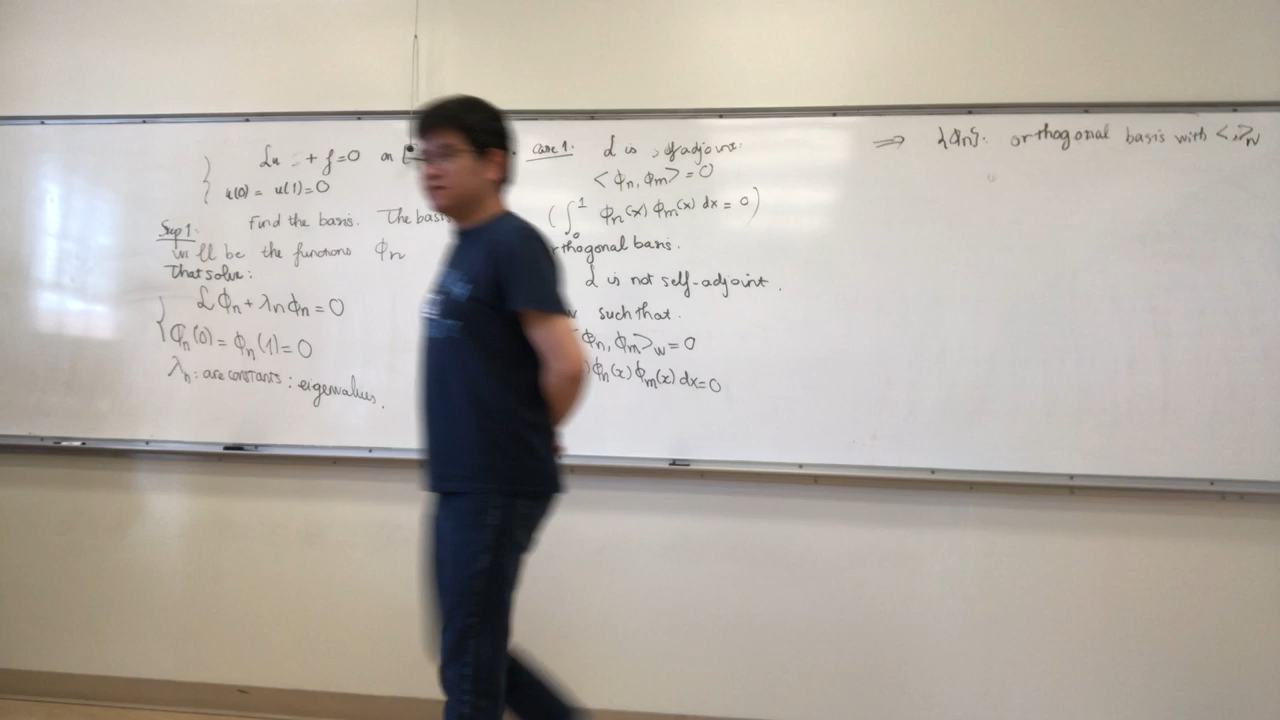 Lu + f = 0 on [
u(0) = u(1) = 0
Step 1: Find the basis. The basis
will be the functions ϕn
That solve:
Lϕn + λnϕn = 0
ϕn(0) = ϕn(1) = 0
λn: are constants: eigenvalues.
Case 1: L is self adjoint:
<ϕn, ϕm> = 0
(∫₀¹ ϕn(x) ϕm(x) dx = 0)
rthogonal basis.
L is not self-adjoint.
such that.
ϕn, ϕm>w = 0
)ϕn(x) ϕm(x) dx = 0
⇒ {ϕn}: orthogonal basis with <,>w